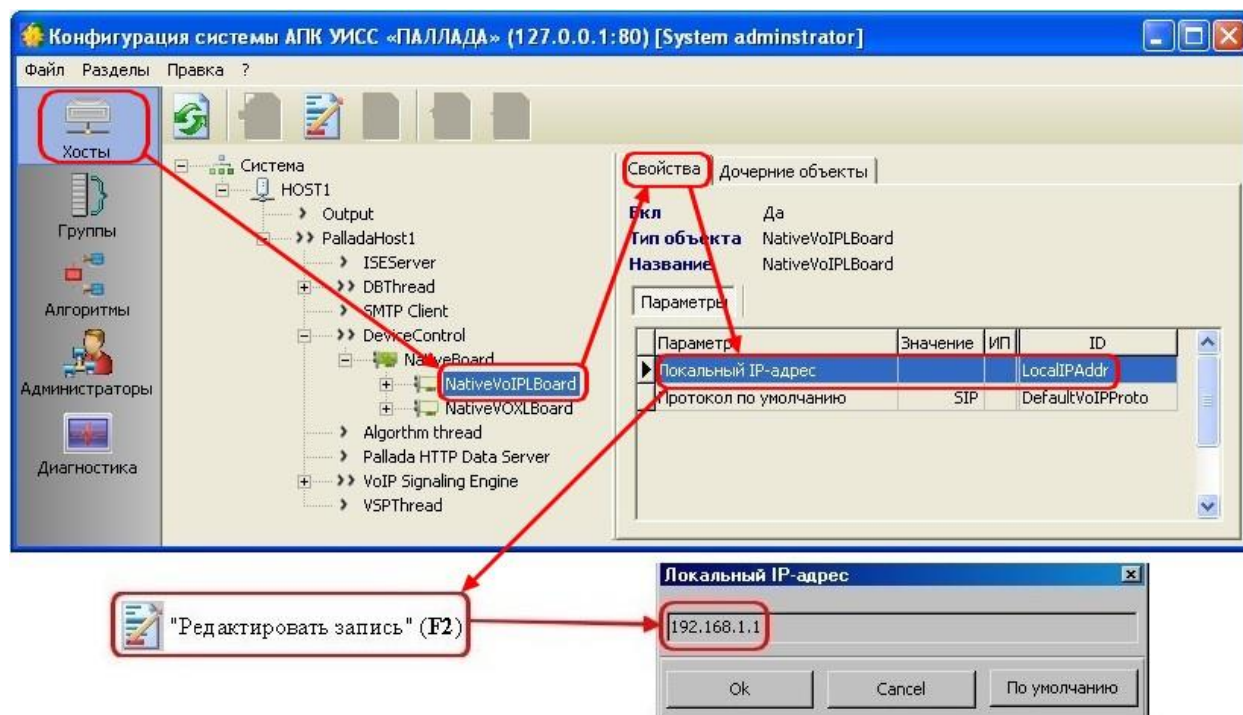 Конфигурация системы АПК УИСС «ПАЛЛАДА» (127.0.0.1:80) [System adminstrator]
Файл Разделы Правка ?
Хосты
Группы
Алгоритмы
Администраторы
Диагностика
Система
HOST1
Output
PalladaHost1
ISEServer
DBThread
SMTP Client
DeviceControl
NativeBoard
NativeVoIPLBoard
NativeVOXLBoard
Algorthm thread
Pallada HTTP Data Server
VoIP Signaling Engine
VSPThread
Свойства Дочерние объекты
Вкл Да
Тип объекта NativeVoIPLBoard
Название NativeVoIPLBoard
Параметры
Параметр Значение ИП ID
Локальный IP-адрес LocalIPAddr
Протокол по умолчанию SIP DefaultVoIPProto
"Редактировать запись" (F2)
Локальный IP-адрес
192.168.1.1
Ok Cancel По умолчанию